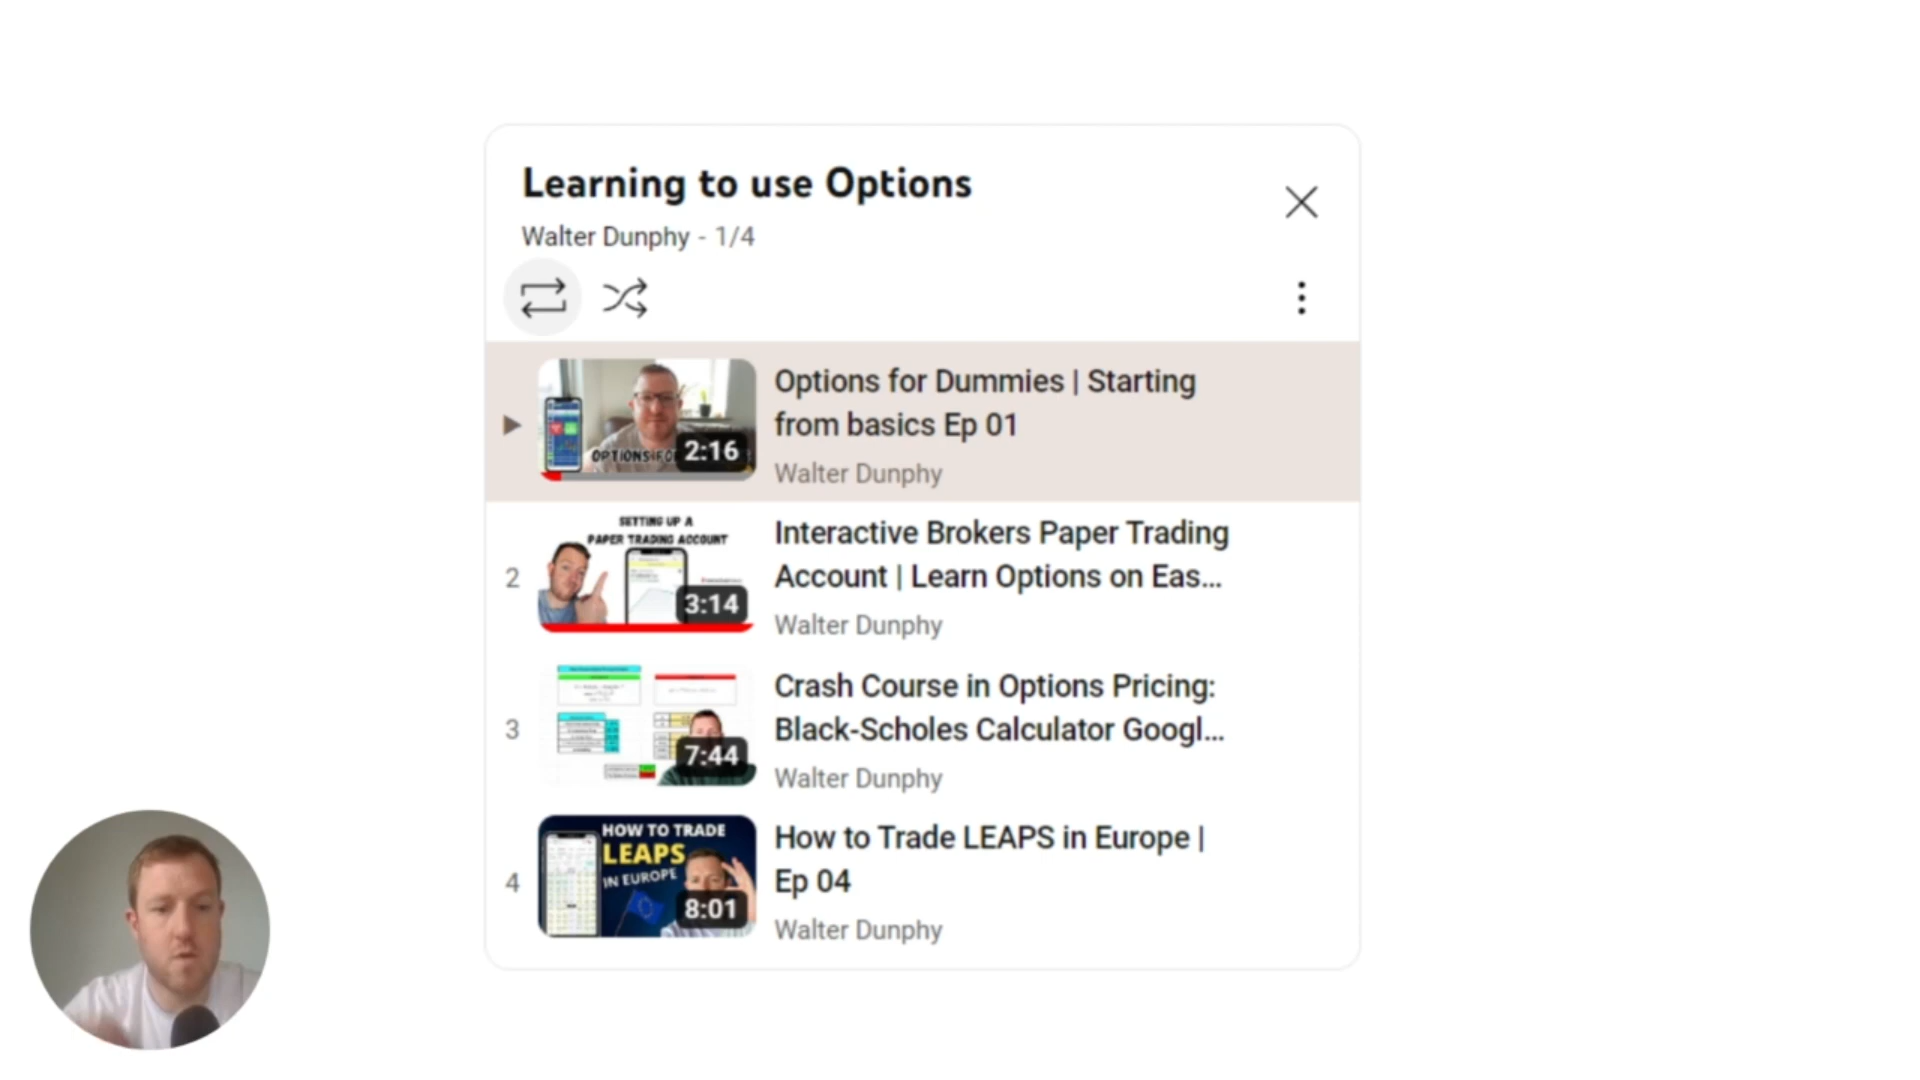 Learning to use Options
Walter Dunphy - 1/4
OPTIONS FO
2:16
Options for Dummies | Starting
from basics Ep 01
Walter Dunphy
2
SETTING UP A
PAPER TRADING ACCOUNT
3:14
Interactive Brokers Paper Trading
Account | Learn Options on Eas...
Walter Dunphy
3
7:44
Crash Course in Options Pricing:
Black-Scholes Calculator Googl...
Walter Dunphy
4
HOW TO TRADE
LEAPS
IN EUROPE
8:01
How to Trade LEAPS in Europe |
Ep 04
Walter Dunphy